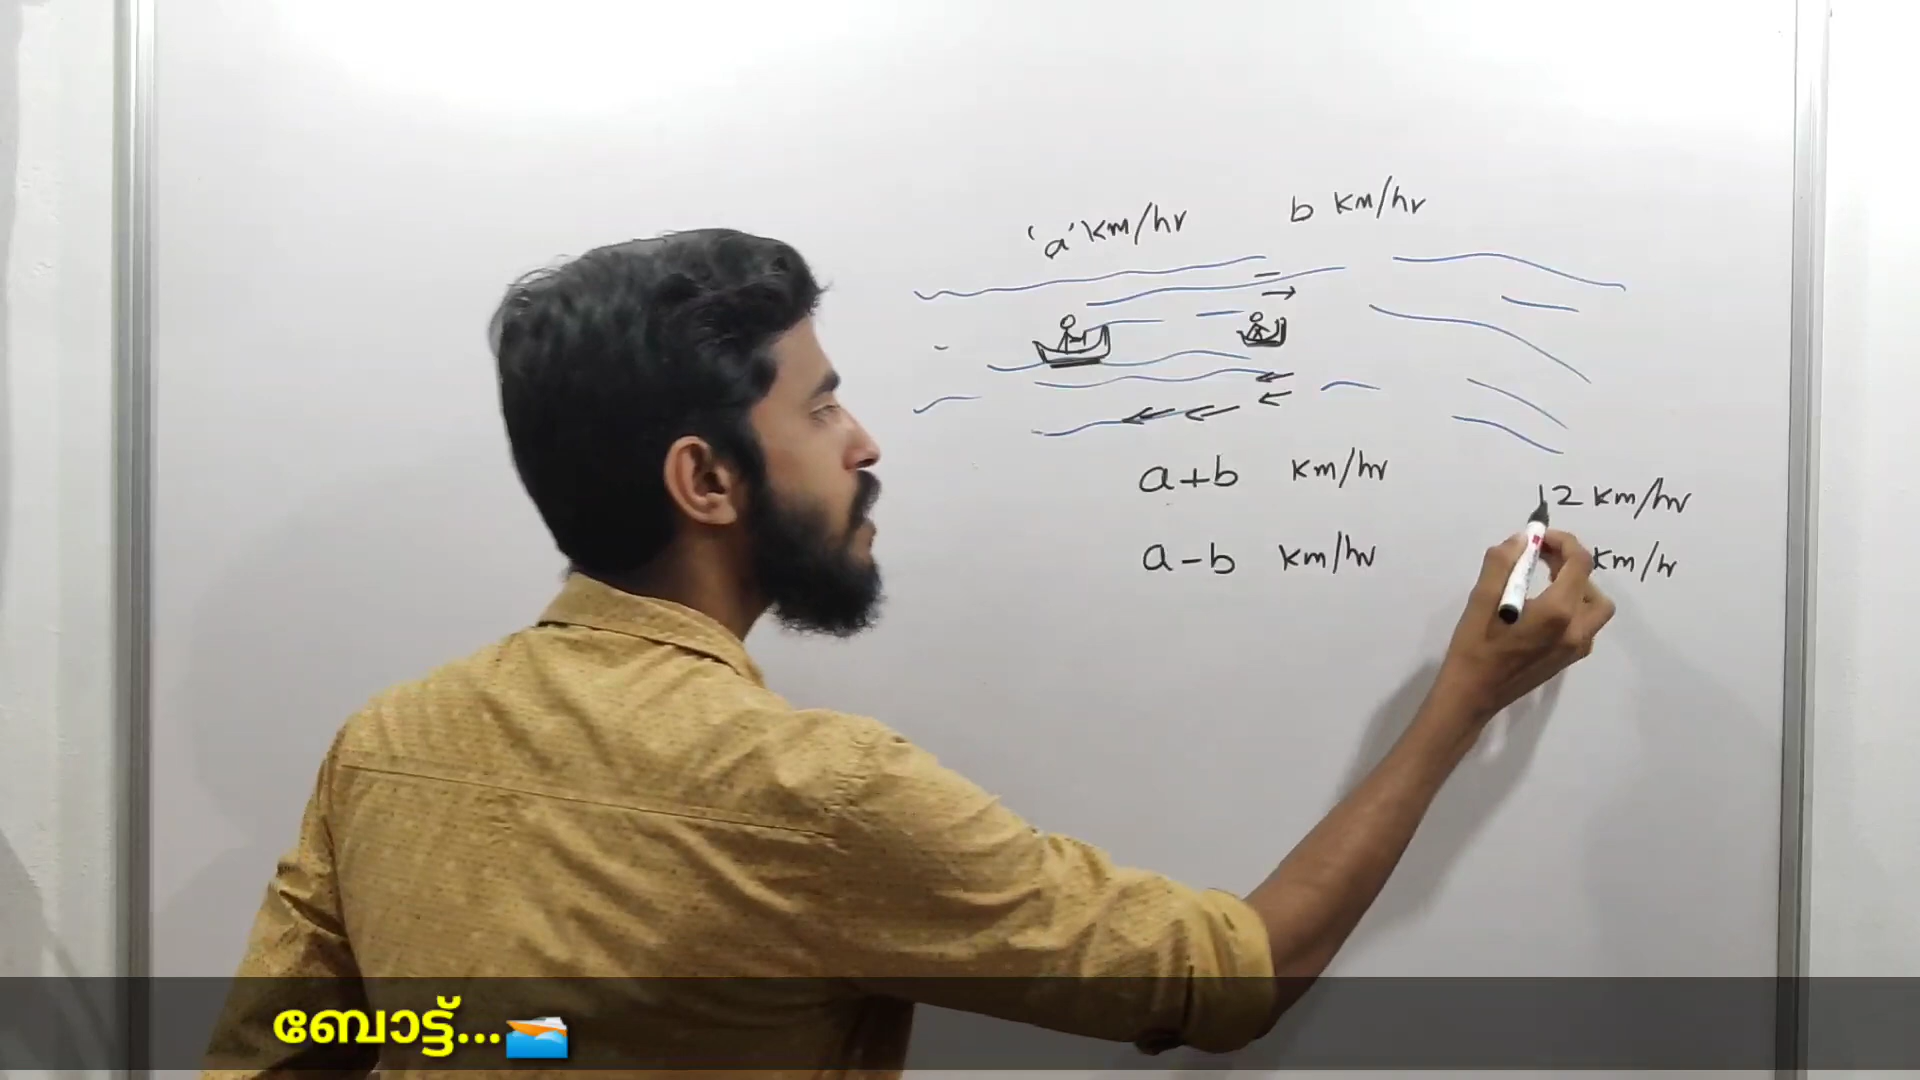 'a' km/hr b km/hr
a+b km/hr
12 km/hr
a-b km/hr
km/hr
ബോട്ട്...